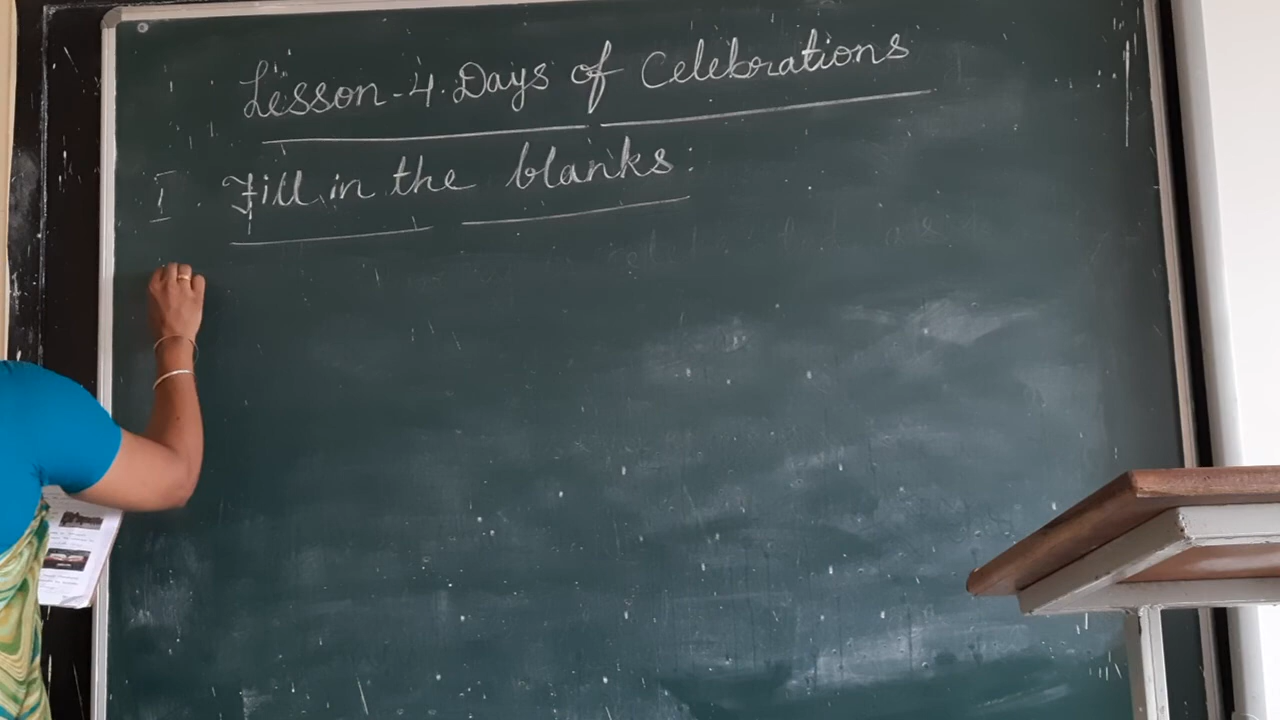 Lesson-4. Days of Celebrations
I. Fill in the blanks: